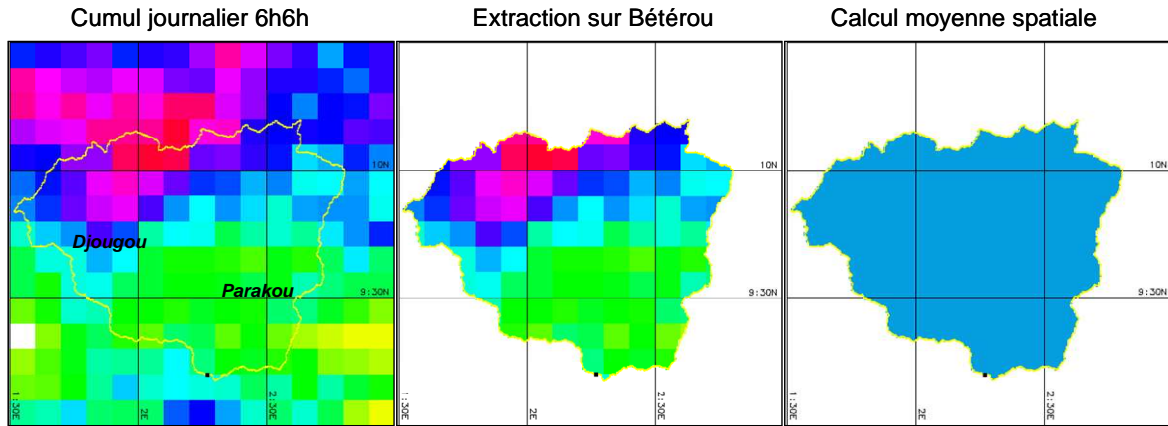 Cumul journalier 6h6h
Extraction sur Bétérou
Calcul moyenne spatiale
10N
10N
10N
Djougou
Parakou
9:30N
9:30N
9:30N
1:30E
2E
2:30E
1:30E
2E
2:30E
1:30E
2E
2:30E